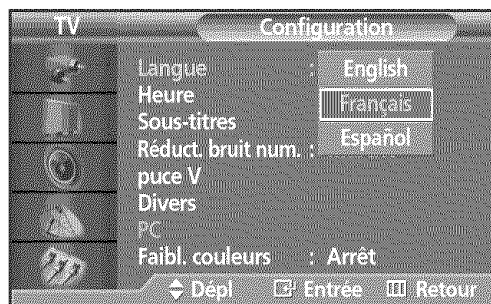 TV Configuration
Langue : English
Heure Français
Sous-titres Español
Réduct. bruit num. :
puce V
Divers
PC
Faibl. couleurs : Arrêt
Dépl Entrée Retour